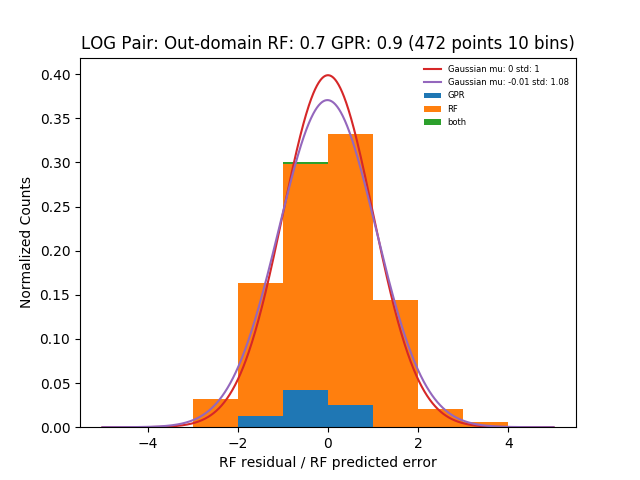 LOG Pair: Out-domain RF: 0.7 GPR: 0.9 (472 points 10 bins)
Gaussian mu: 0 std: 1
Gaussian mu: -0.01 std: 1.08
GPR
RF
both
Normalized Counts
0.40
0.35
0.30
0.25
0.20
0.15
0.10
0.05
0.00
−4 −2 0 2 4
RF residual / RF predicted error